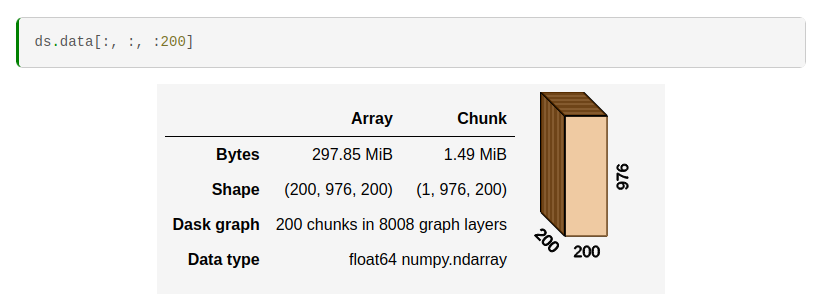 ds.data[:, :, :200]
Array Chunk
Bytes 297.85 MiB 1.49 MiB
Shape (200, 976, 200) (1, 976, 200)
Dask graph 200 chunks in 8008 graph layers
Data type float64 numpy.ndarray
976
200
200